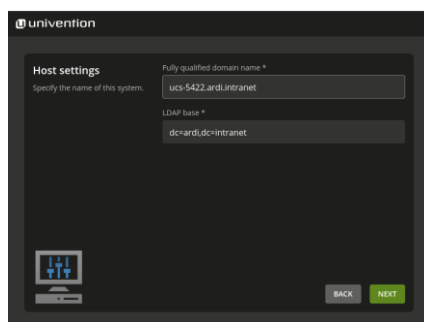 univention
Host settings
Specify the name of this system.
Fully qualified domain name *
ucs-5422.ardi.intranet
LDAP base *
dc=ardi,dc=intranet
BACK
NEXT